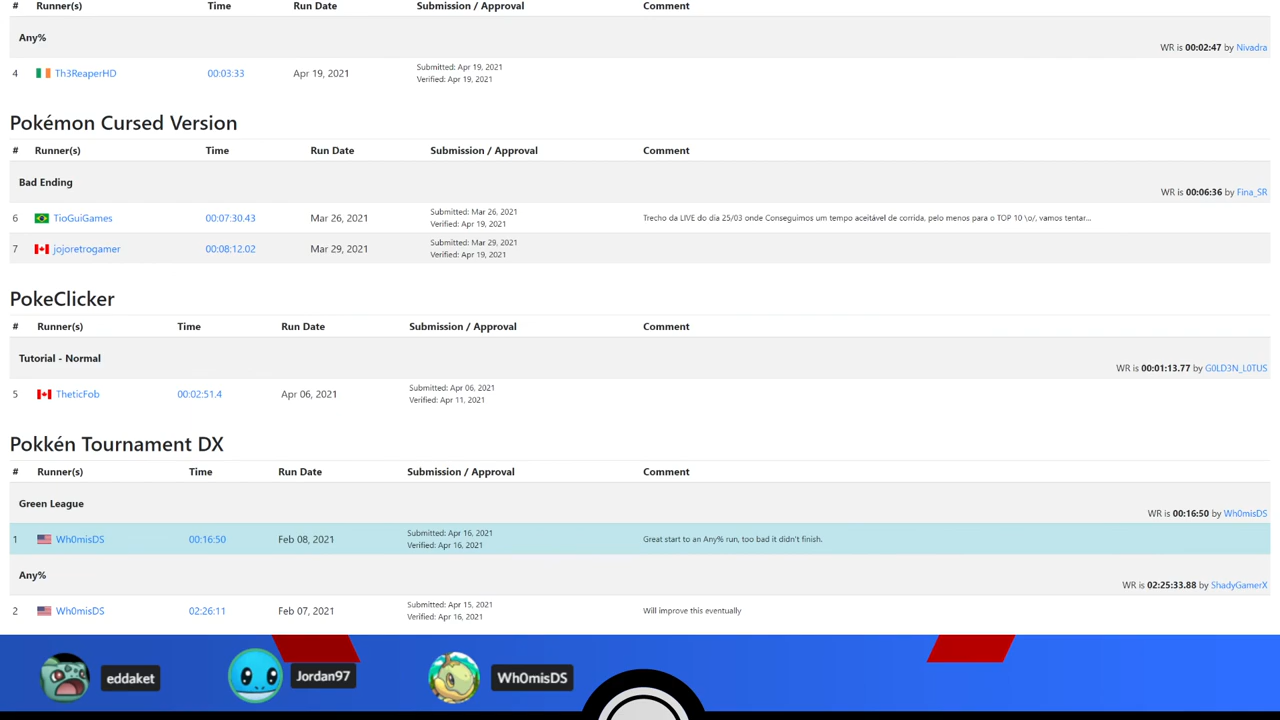 # Runner(s) Time Run Date Submission / Approval Comment
Any%
WR is 00:02:47 by Nivadra
4 Th3ReaperHD 00:03:33 Apr 19, 2021 Submitted: Apr 19, 2021
Verified: Apr 19, 2021
Pokémon Cursed Version
# Runner(s) Time Run Date Submission / Approval Comment
Bad Ending
WR is 00:06:36 by Fina_SR
6 TioGuiGames 00:07:30.43 Mar 26, 2021 Submitted: Mar 26, 2021 Trecho da LIVE do dia 25/03 onde Conseguimos um tempo aceitável de corrida, pelo menos para o TOP 10 \o/, vamos tentar...
Verified: Apr 19, 2021
7 jojoretrogamer 00:08:12.02 Mar 29, 2021 Submitted: Mar 29, 2021
Verified: Apr 19, 2021
PokeClicker
# Runner(s) Time Run Date Submission / Approval Comment
Tutorial - Normal
WR is 00:01:13.77 by G0LD3N_L0TUS
5 TheticFob 00:02:51.4 Apr 06, 2021 Submitted: Apr 06, 2021
Verified: Apr 11, 2021
Pokkén Tournament DX
# Runner(s) Time Run Date Submission / Approval Comment
Green League
WR is 00:16:50 by Wh0misDS
1 Wh0misDS 00:16:50 Feb 08, 2021 Submitted: Apr 16, 2021 Great start to an Any% run, too bad it didn't finish.
Verified: Apr 16, 2021
Any%
WR is 02:25:33.88 by ShadyGamerX
2 Wh0misDS 02:26:11 Feb 07, 2021 Submitted: Apr 15, 2021 Will improve this eventually
Verified: Apr 16, 2021
eddaket Jordan97 Wh0misDS